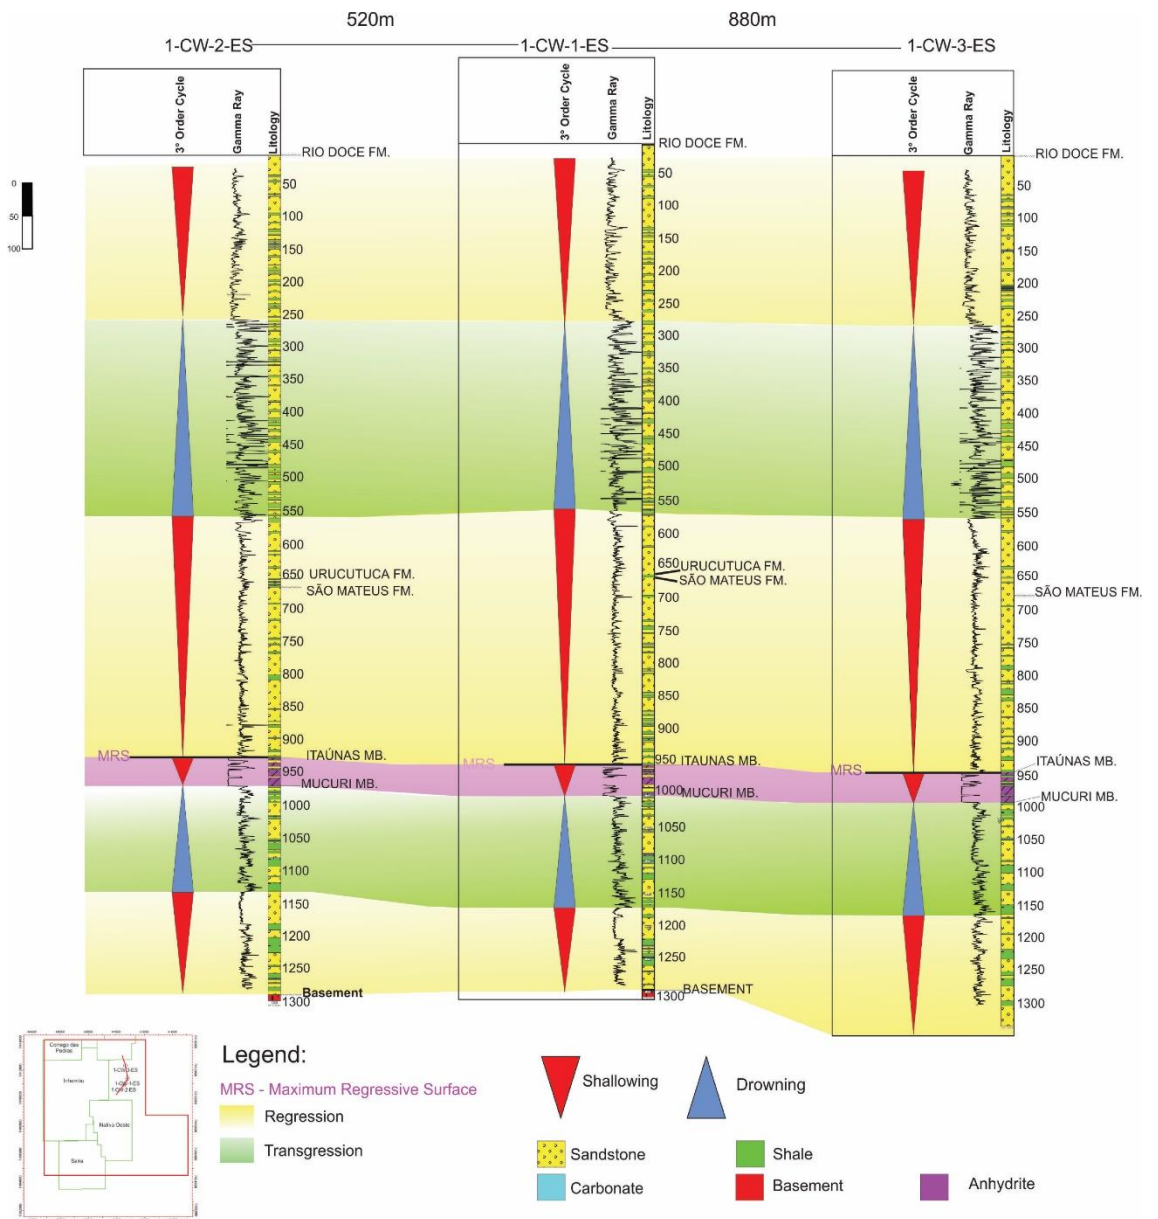 520m
880m
1-CW-2-ES
1-CW-1-ES
1-CW-3-ES
3° Order Cycle
Gamma Ray
Litology
3° Order Cycle
Gamma Ray
Litology
3° Order Cycle
Gamma Ray
Litology
0
50
100
RIO DOCE FM.
50
100
150
200
250
300
350
400
450
500
550
600
650
URUCUTUCA FM.
SÃO MATEUS FM.
700
750
800
850
900
MRS
ITAÚNAS MB.
950
MUCURI MB.
1000
1050
1100
1150
1200
1250
Basement
1300
RIO DOCE FM.
50
100
150
200
250
300
350
400
450
500
550
600
650
URUCUTUCA FM.
SÃO MATEUS FM.
700
750
800
850
900
MRS
950
ITAUNAS MB.
1000
MUCURI MB.
1050
1100
1150
1200
1250
BASEMENT
1300
RIO DOCE FM.
50
100
150
200
250
300
350
400
450
500
550
600
650
SÃO MATEUS FM.
700
750
800
850
900
ITAÚNAS MB.
MRS
950
MUCURI MB.
1000
1050
1100
1150
1200
1250
1300
Córrego das
Pedras
Inhambu
Nativo Oeste
Seria
Legend:
MRS - Maximum Regressive Surface
Regression
Transgression
Shallowing
Drowning
Sandstone
Shale
Carbonate
Basement
Anhydrite